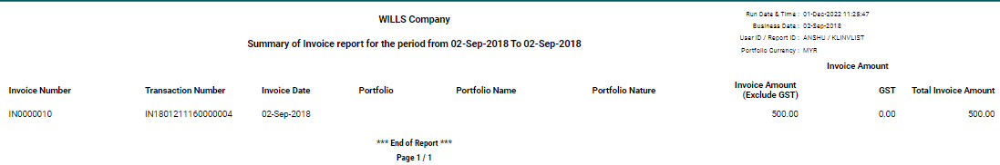 WILLS Company
Summary of Invoice report for the period from 02-Sep-2018 To 02-Sep-2018
Run Date & Time : 01-Dec-2022 11:25:47
Business Date : 02-Sep-2018
User ID / Report ID : ANSHU / KLINVLIST
Portfolio Currency : MYR
Invoice Amount
Invoice Number Transaction Number Invoice Date Portfolio Portfolio Name Portfolio Nature Invoice Amount (Exclude GST) GST Total Invoice Amount
IN0000010 IN1801211160000004 02-Sep-2018 500.00 0.00 500.00
*** End of Report ***
Page 1 / 1